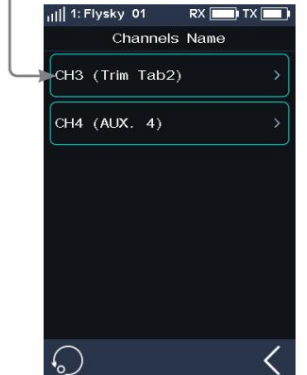 1: Flysky 01 RX TX
Channels Name
CH3 (Trim Tab2)
CH4 (AUX. 4)